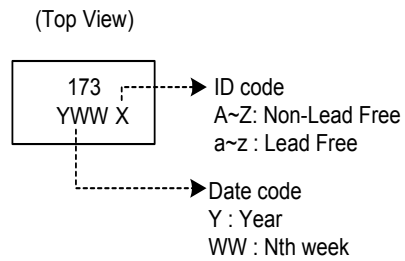 (Top View)
173
YWW X
ID code
A~Z: Non-Lead Free
a~z : Lead Free
Date code
Y : Year
WW : Nth week